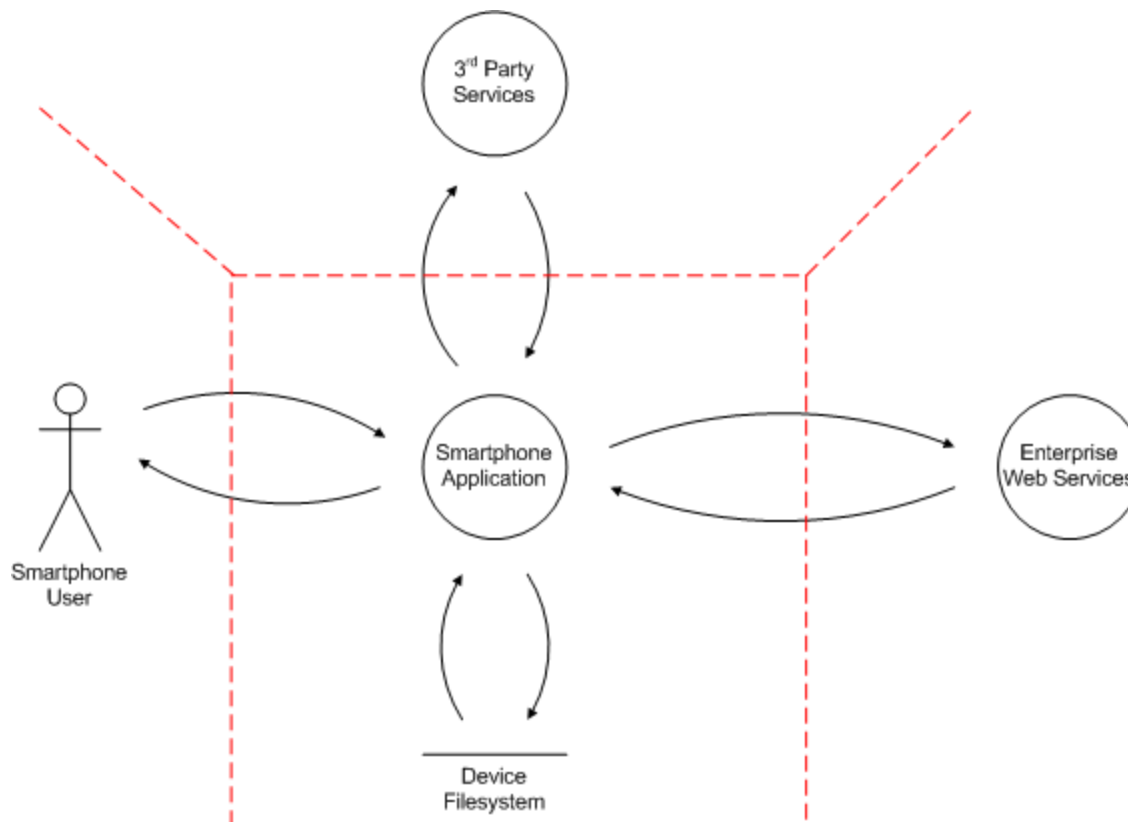 3rd Party
Services
Smartphone
Application
Enterprise
Web Services
Smartphone
User
Device
Filesystem